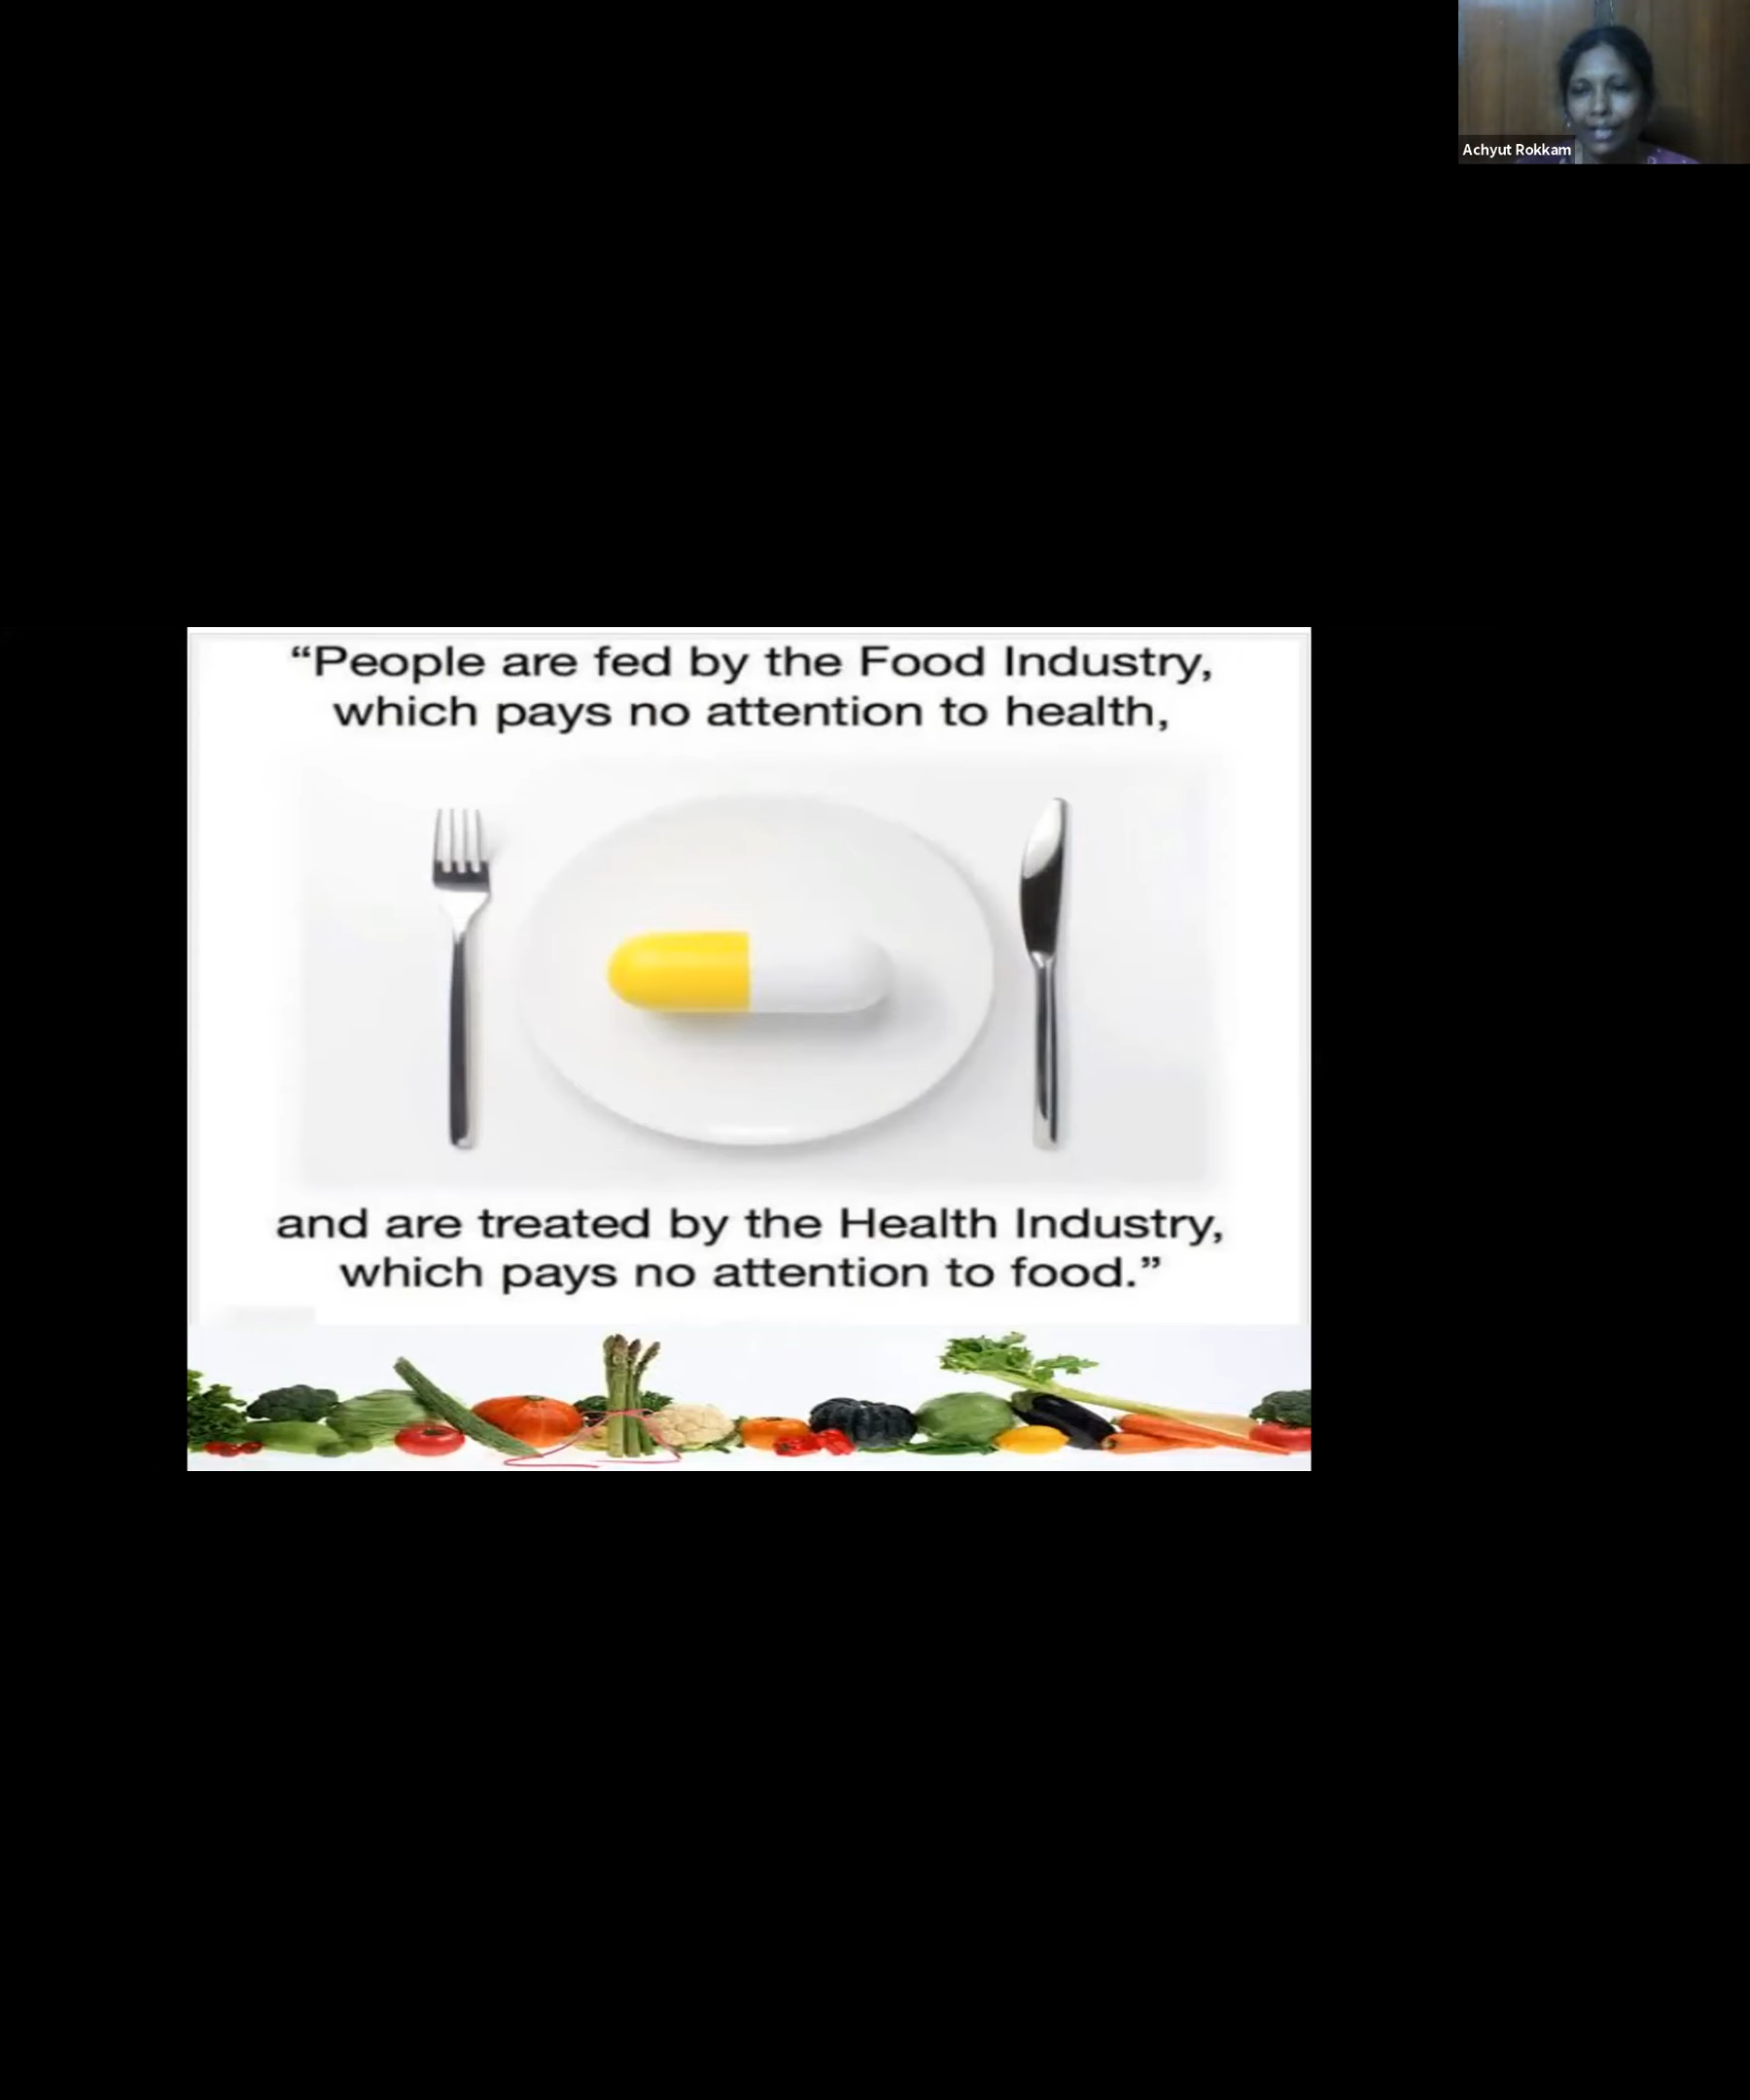 Achyut Rokkam
“People are fed by the Food Industry,
which pays no attention to health,
and are treated by the Health Industry,
which pays no attention to food.”